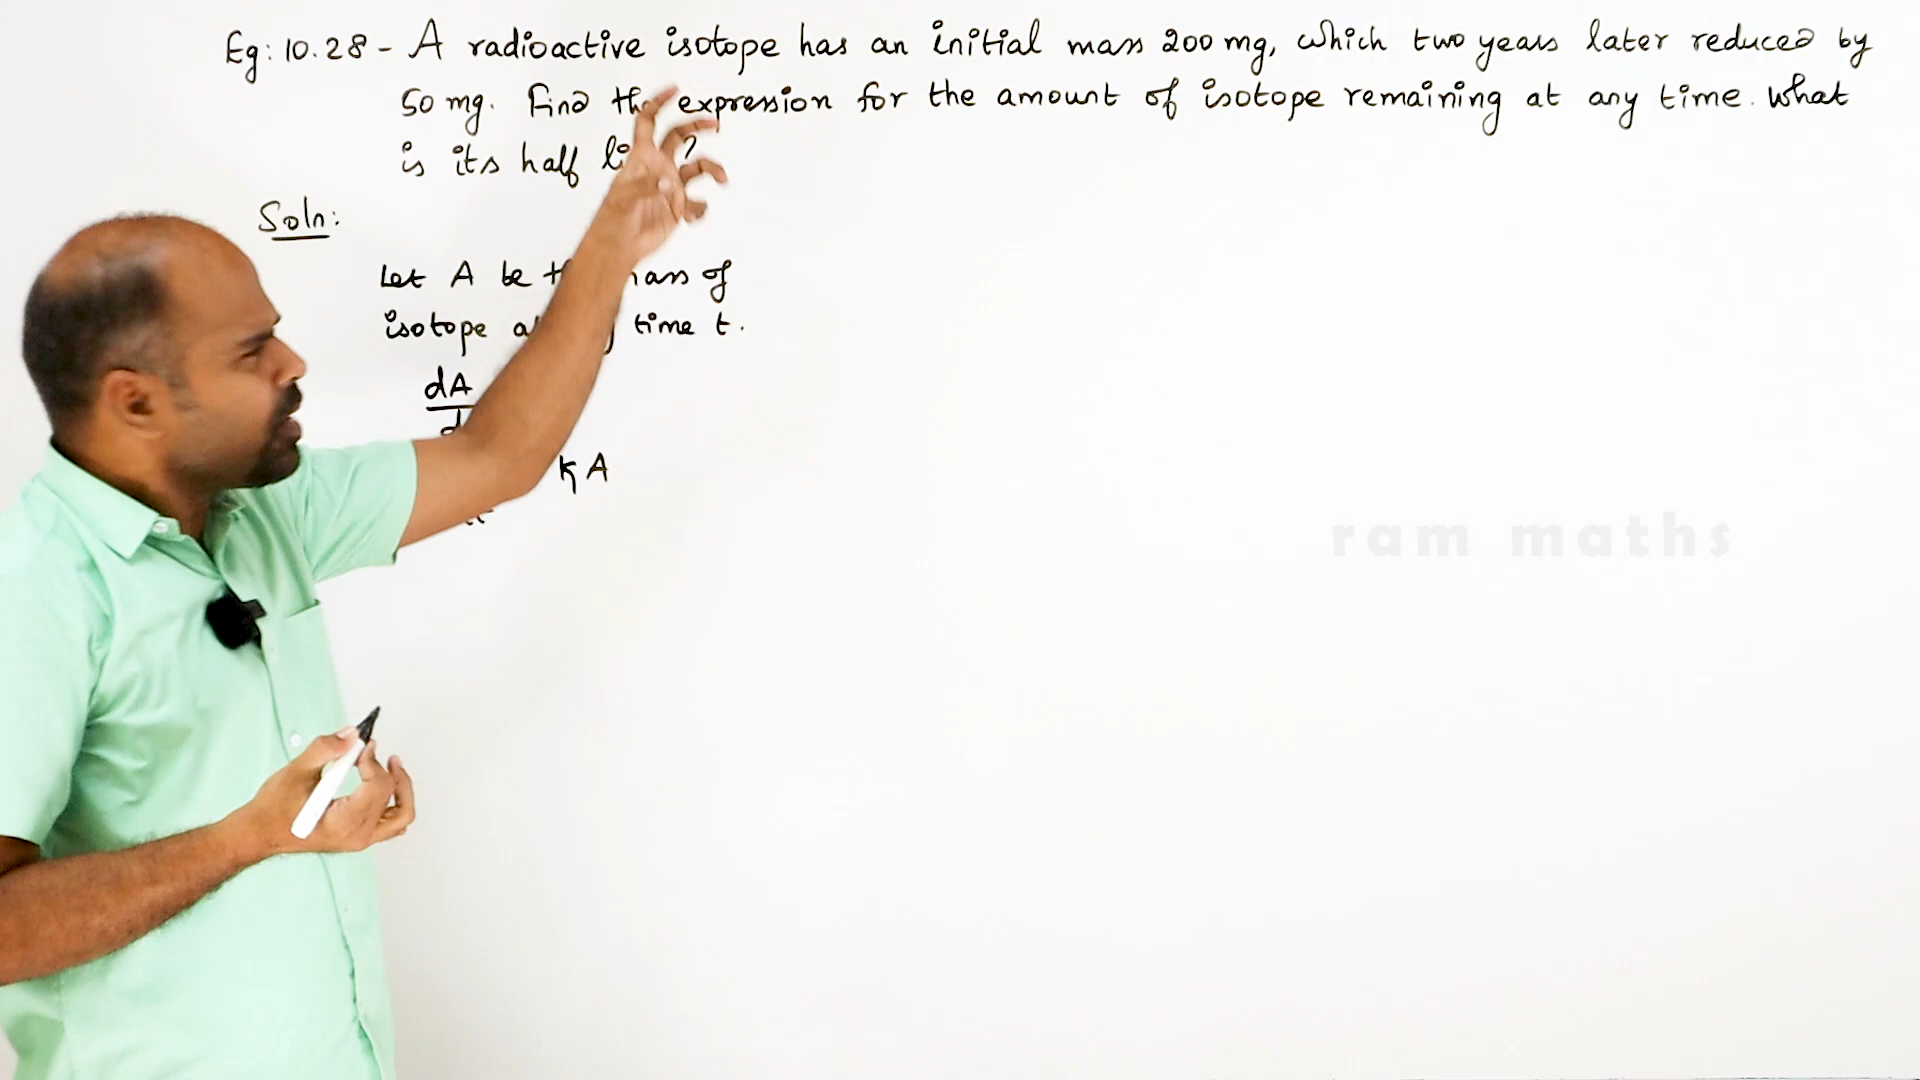 Eg: 10.28 - A radioactive isotope has an initial mass 200 mg, which two years later reduced by
50 mg. Find the expression for the amount of isotope remaining at any time. What
is its half ?
Soln:
Let A be mass of
isotope time t.
dA
kA
ram maths